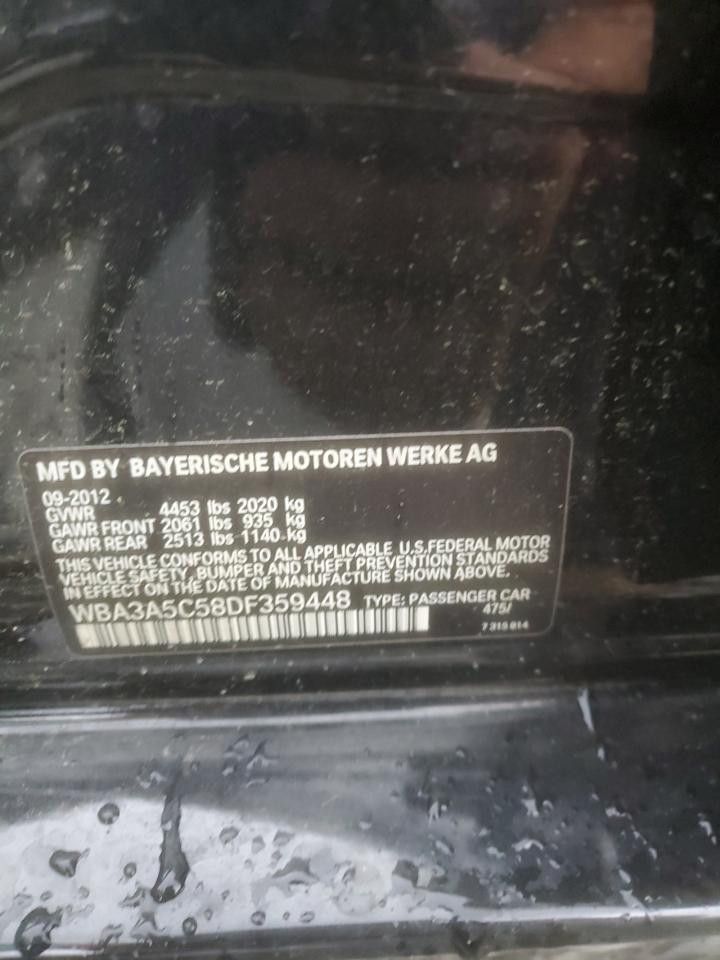 MFD BY BAYERISCHE MOTOREN WERKE AG
09-2012
GVWR 4453 lbs 2020 kg
GAWR FRONT 2061 lbs 935 kg
GAWR REAR 2513 lbs 1140 kg
THIS VEHICLE CONFORMS TO ALL APPLICABLE U.S.FEDERAL MOTOR
VEHICLE SAFETY, BUMPER AND THEFT PREVENTION STANDARDS
IN EFFECT ON THE DATE OF MANUFACTURE SHOWN ABOVE.
WBA3A5C58DF359448 TYPE: PASSENGER CAR
475/
7 315 014